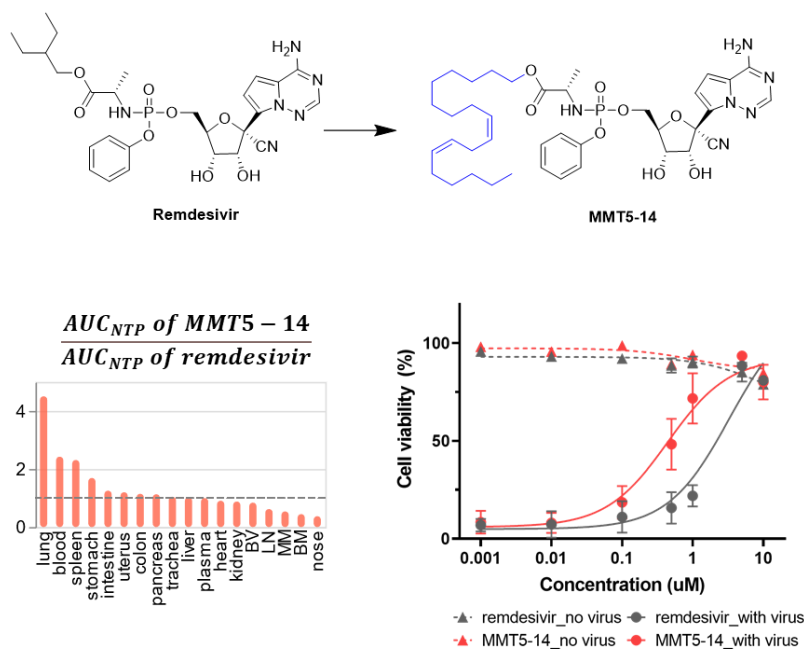 O
O
HN
P
O
O
O
O
CN
HO
OH
NH₂
N
N
N
Remdesivir
O
O
HN
P
O
O
O
O
CN
HO
OH
NH₂
N
N
N
MMT5-14
AUC_NTP of MMT5 − 14
AUC_NTP of remdesivir
4
2
0
lung
blood
spleen
stomach
intestine
uterus
colon
pancreas
trachea
liver
plasma
heart
kidney
BV
LN
MM
BM
nose
Cell viability (%)
100
50
0
0.001 0.01 0.1 1 10
Concentration (uM)
remdesivir_no virus remdesivir_with virus
MMT5-14_no virus MMT5-14_with virus